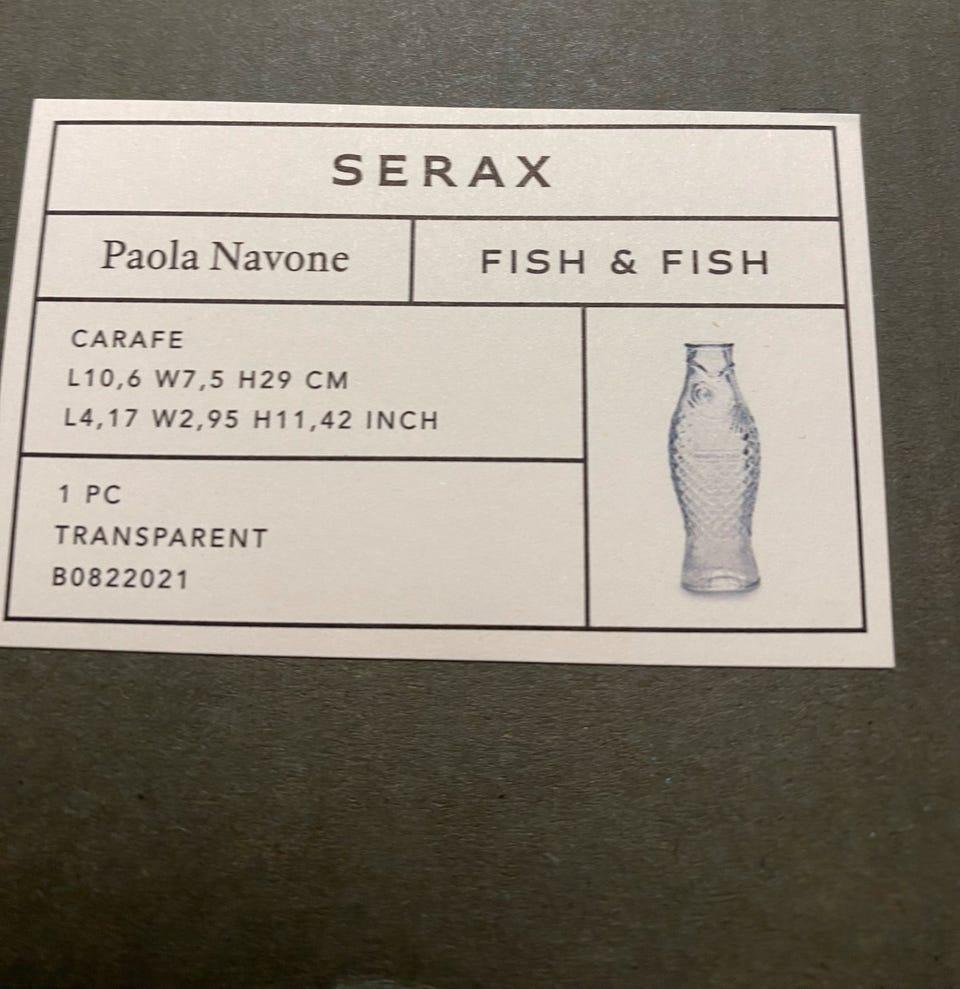 SERAX
Paola Navone
FISH & FISH
CARAFE
L10,6 W7,5 H29 CM
L4,17 W2,95 H11,42 INCH
1 PC
TRANSPARENT
B0822021